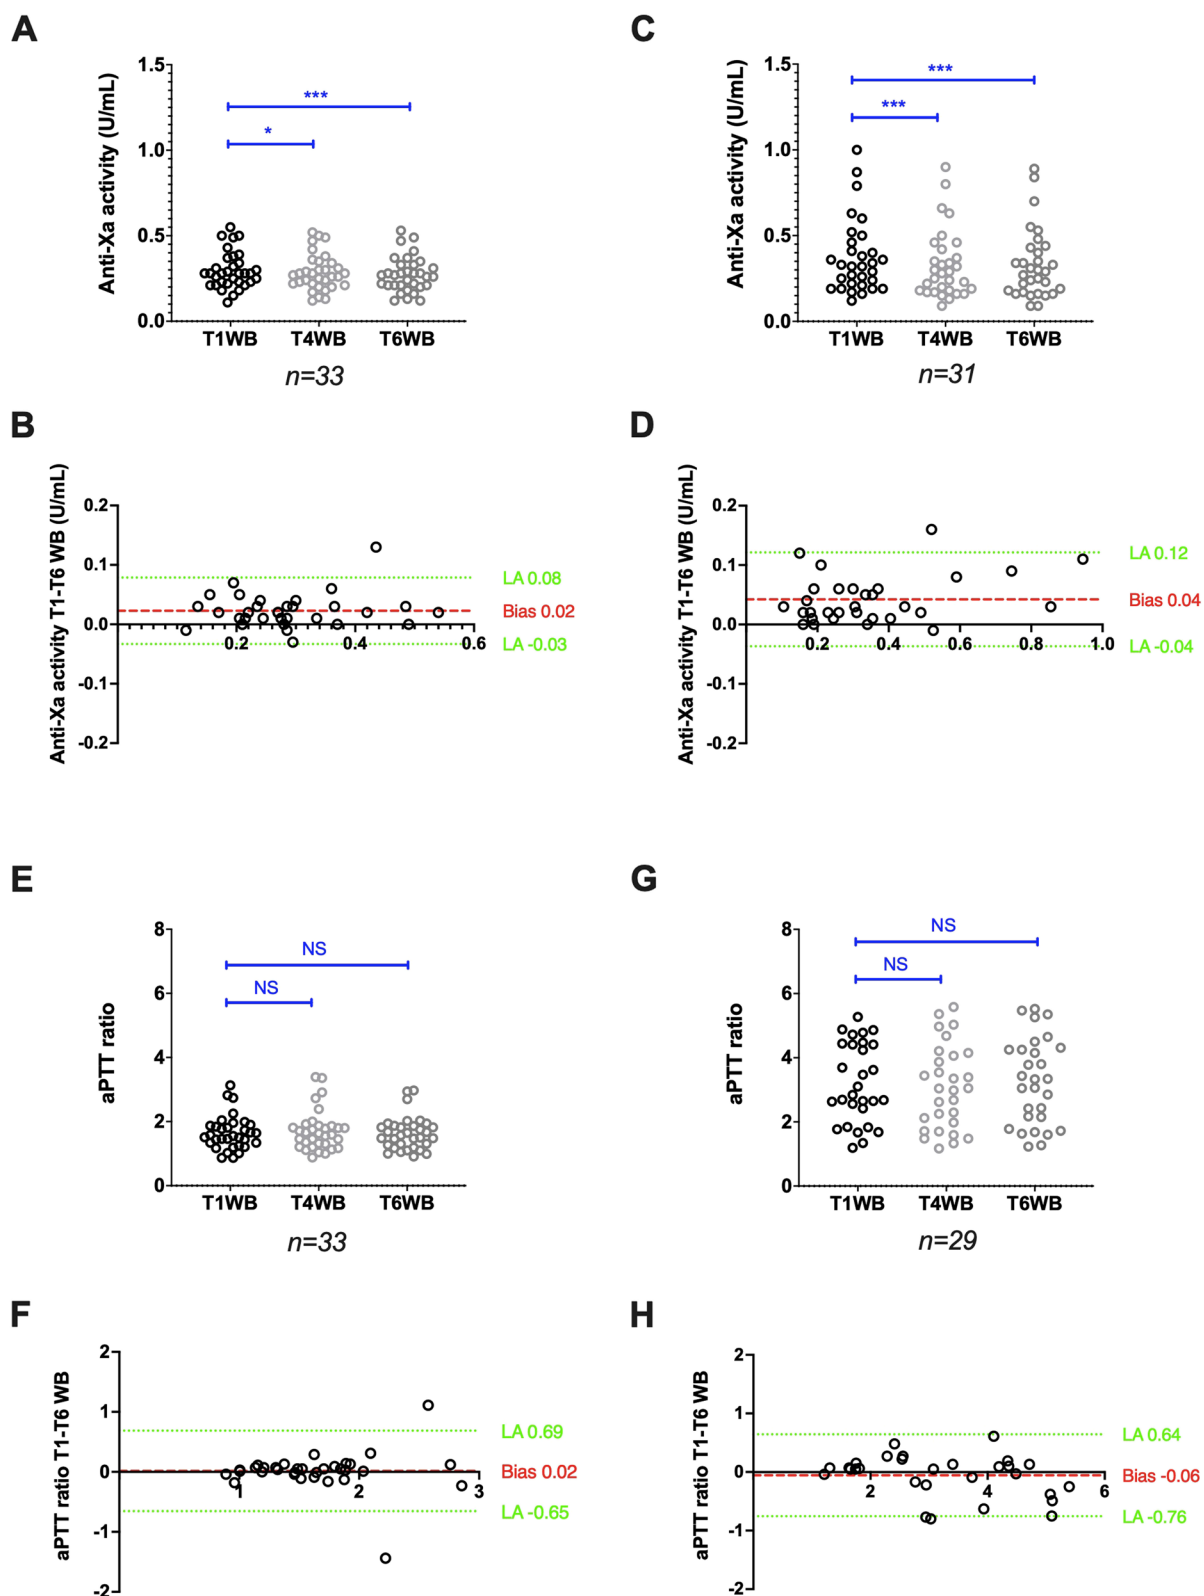 A
Anti-Xa activity (U/mL)
1.5
1.0
0.5
0.0
***
*
T1WB T4WB T6WB
n=33
C
Anti-Xa activity (U/mL)
1.5
1.0
0.5
0.0
***
***
T1WB T4WB T6WB
n=31
B
Anti-Xa activity T1-T6 WB (U/mL)
0.2
0.1
0.0
-0.1
-0.2
0.2 0.4 0.6
LA 0.08
Bias 0.02
LA -0.03
D
Anti-Xa activity T1-T6 WB (U/mL)
0.2
0.1
0.0
-0.1
-0.2
0.2 0.4 0.6 0.8 1.0
LA 0.12
Bias 0.04
LA -0.04
E
aPTT ratio
8
6
4
2
0
NS
NS
T1WB T4WB T6WB
n=33
G
aPTT ratio
8
6
4
2
0
NS
NS
T1WB T4WB T6WB
n=29
F
aPTT ratio T1-T6 WB
2
1
0
-1
-2
1 2 3
LA 0.69
Bias 0.02
LA -0.65
H
aPTT ratio T1-T6 WB
2
1
0
-1
-2
2 4 6
LA 0.64
Bias -0.06
LA -0.76